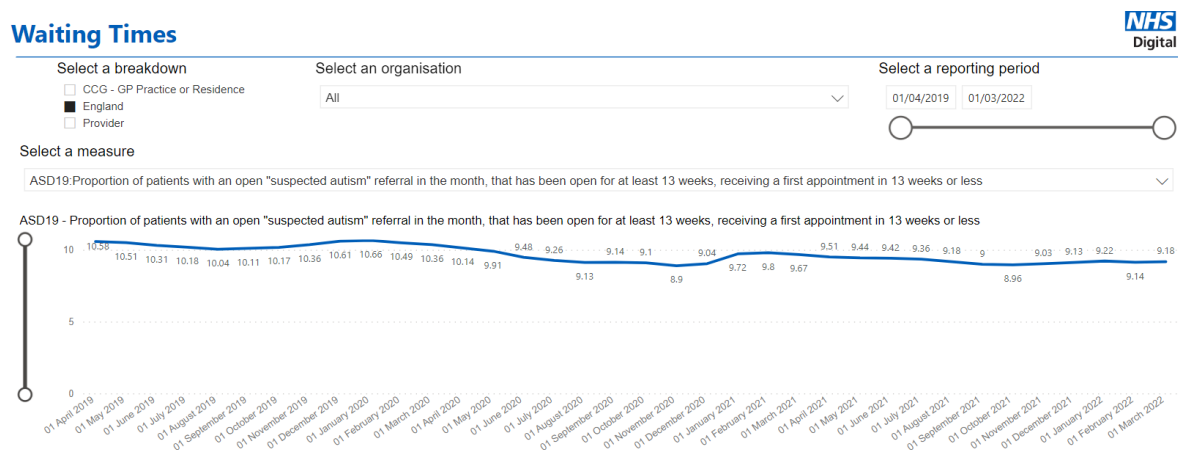 Waiting Times
NHS
Digital
Select a breakdown
CCG - GP Practice or Residence
England
Provider
Select an organisation
All
Select a reporting period
01/04/2019 01/03/2022
Select a measure
ASD19:Proportion of patients with an open "suspected autism" referral in the month, that has been open for at least 13 weeks, receiving a first appointment in 13 weeks or less
ASD19 - Proportion of patients with an open "suspected autism" referral in the month, that has been open for at least 13 weeks, receiving a first appointment in 13 weeks or less
10
5
0
10.58 10.51 10.31 10.18 10.04 10.11 10.17 10.36 10.61 10.66 10.49 10.36 10.14 9.91 9.48 9.26 9.13 9.14 9.1 8.9 9.04 9.72 9.8 9.67 9.51 9.44 9.42 9.36 9.18 9 8.96 9.03 9.13 9.22 9.14 9.18
01 April 2019
01 May 2019
01 June 2019
01 July 2019
01 August 2019
01 September 2019
01 October 2019
01 November 2019
01 December 2019
01 January 2020
01 February 2020
01 March 2020
01 April 2020
01 May 2020
01 June 2020
01 July 2020
01 August 2020
01 September 2020
01 October 2020
01 November 2020
01 December 2020
01 January 2021
01 February 2021
01 March 2021
01 April 2021
01 May 2021
01 June 2021
01 July 2021
01 August 2021
01 September 2021
01 October 2021
01 November 2021
01 December 2021
01 January 2022
01 February 2022
01 March 2022